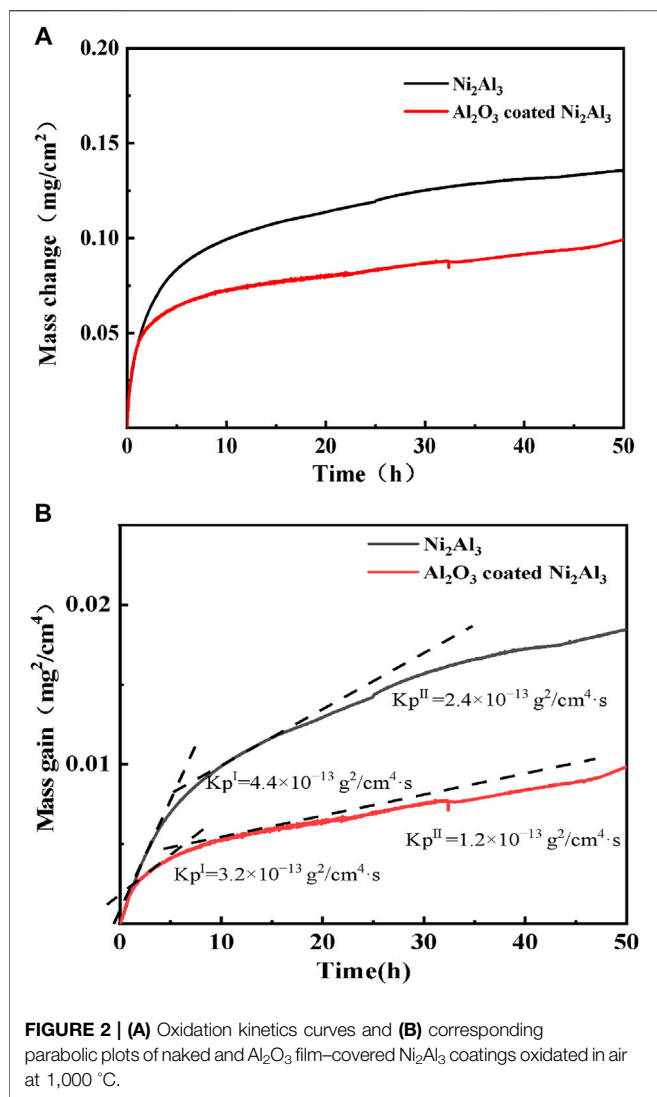 A
0.20
Ni₂Al₃
Al₂O₃ coated Ni₂Al₃
0.15
0.10
0.05
Mass change（mg/cm²）
0 10 20 30 40 50
Time（h）
B
Ni₂Al₃
Al₂O₃ coated Ni₂Al₃
0.02
Kpᴵᴵ=2.4×10⁻¹³ g²/cm⁴·s
0.01
Kpᴵ=4.4×10⁻¹³ g²/cm⁴·s
Kpᴵᴵ=1.2×10⁻¹³ g²/cm⁴·s
Kpᴵ=3.2×10⁻¹³ g²/cm⁴·s
Mass gain（mg²/cm⁴）
0
0 10 20 30 40 50
Time(h)
FIGURE 2 | (A) Oxidation kinetics curves and (B) corresponding
parabolic plots of naked and Al₂O₃ film–covered Ni₂Al₃ coatings oxidated in air
at 1,000 °C.